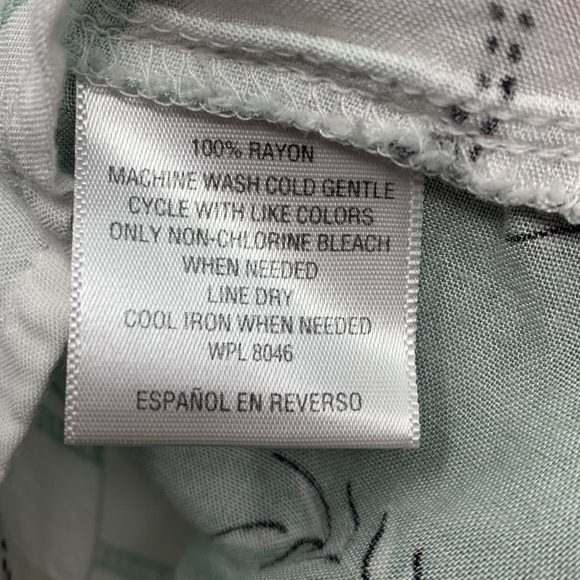 100% RAYON
MACHINE WASH COLD GENTLE
CYCLE WITH LIKE COLORS
ONLY NON-CHLORINE BLEACH
WHEN NEEDED
LINE DRY
COOL IRON WHEN NEEDED
WPL 8046
ESPAÑOL EN REVERSO